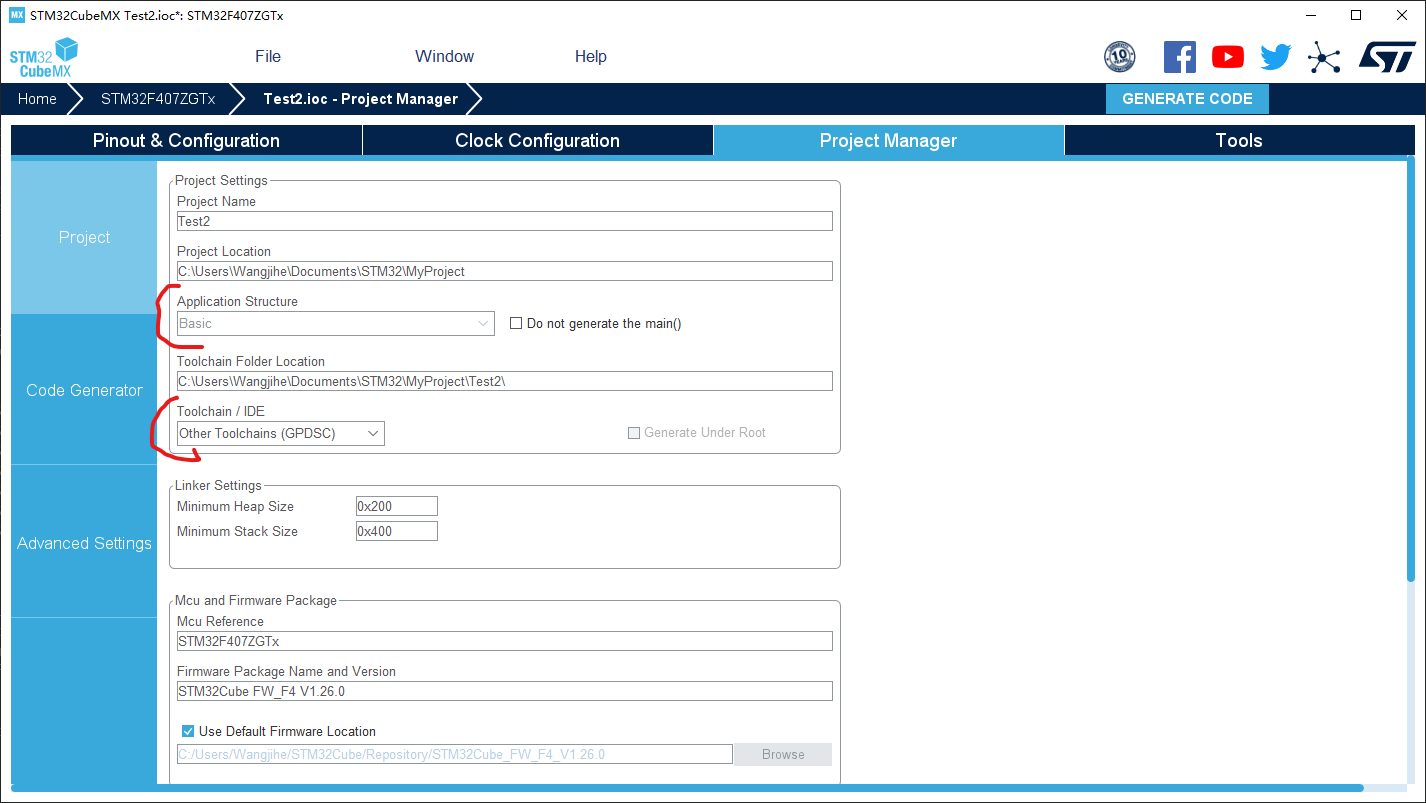 MX STM32CubeMX Test2.ioc*: STM32F407ZGTx
STM32
CubeMX
File Window Help
10
ST
Home STM32F407ZGTx Test2.ioc - Project Manager GENERATE CODE
Pinout & Configuration Clock Configuration Project Manager Tools
Project
Code Generator
Advanced Settings
Project Settings
Project Name
Test2
Project Location
C:\Users\Wangjihe\Documents\STM32\MyProject
Application Structure
Basic Do not generate the main()
Toolchain Folder Location
C:\Users\Wangjihe\Documents\STM32\MyProject\Test2\
Toolchain / IDE
Other Toolchains (GPDSC) Generate Under Root
Linker Settings
Minimum Heap Size 0x200
Minimum Stack Size 0x400
Mcu and Firmware Package
Mcu Reference
STM32F407ZGTx
Firmware Package Name and Version
STM32Cube FW_F4 V1.26.0
Use Default Firmware Location
C:/Users/Wangjihe/STM32Cube/Repository/STM32Cube_FW_F4_V1.26.0 Browse